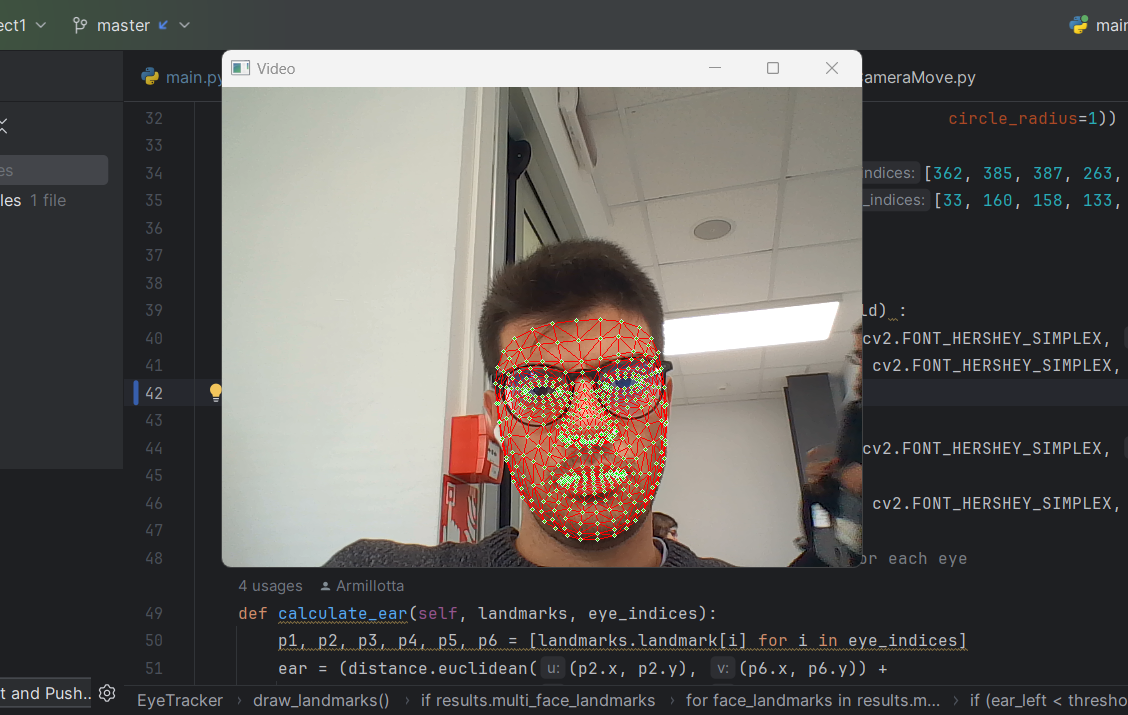 ect1 master main
main.py Video ameraMove.py
32 circle_radius=1))
33
es 34 ndices: [362, 385, 387, 263,
les 1 file 35 _indices: [33, 160, 158, 133,
36
37
38
39 ld) :
40 cv2.FONT_HERSHEY_SIMPLEX,
41 cv2.FONT_HERSHEY_SIMPLEX,
42
43
44 cv2.FONT_HERSHEY_SIMPLEX,
45
46 cv2.FONT_HERSHEY_SIMPLEX,
47
48 or each eye
4 usages Armillotta
49 def calculate_ear(self, landmarks, eye_indices):
50 p1, p2, p3, p4, p5, p6 = [landmarks.landmark[i] for i in eye_indices]
51 ear = (distance.euclidean( u: (p2.x, p2.y), v: (p6.x, p6.y)) +
t and Push.. EyeTracker › draw_landmarks() › if results.multi_face_landmarks › for face_landmarks in results.m... › if (ear_left < thresho